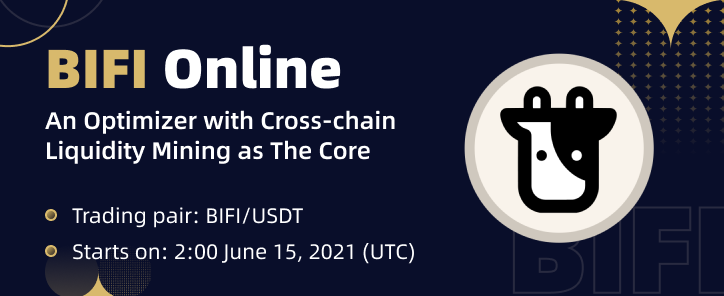 BIFI Online
An Optimizer with Cross-chain
Liquidity Mining as The Core
Trading pair: BIFI/USDT
Starts on: 2:00 June 15, 2021 (UTC)
BIFI